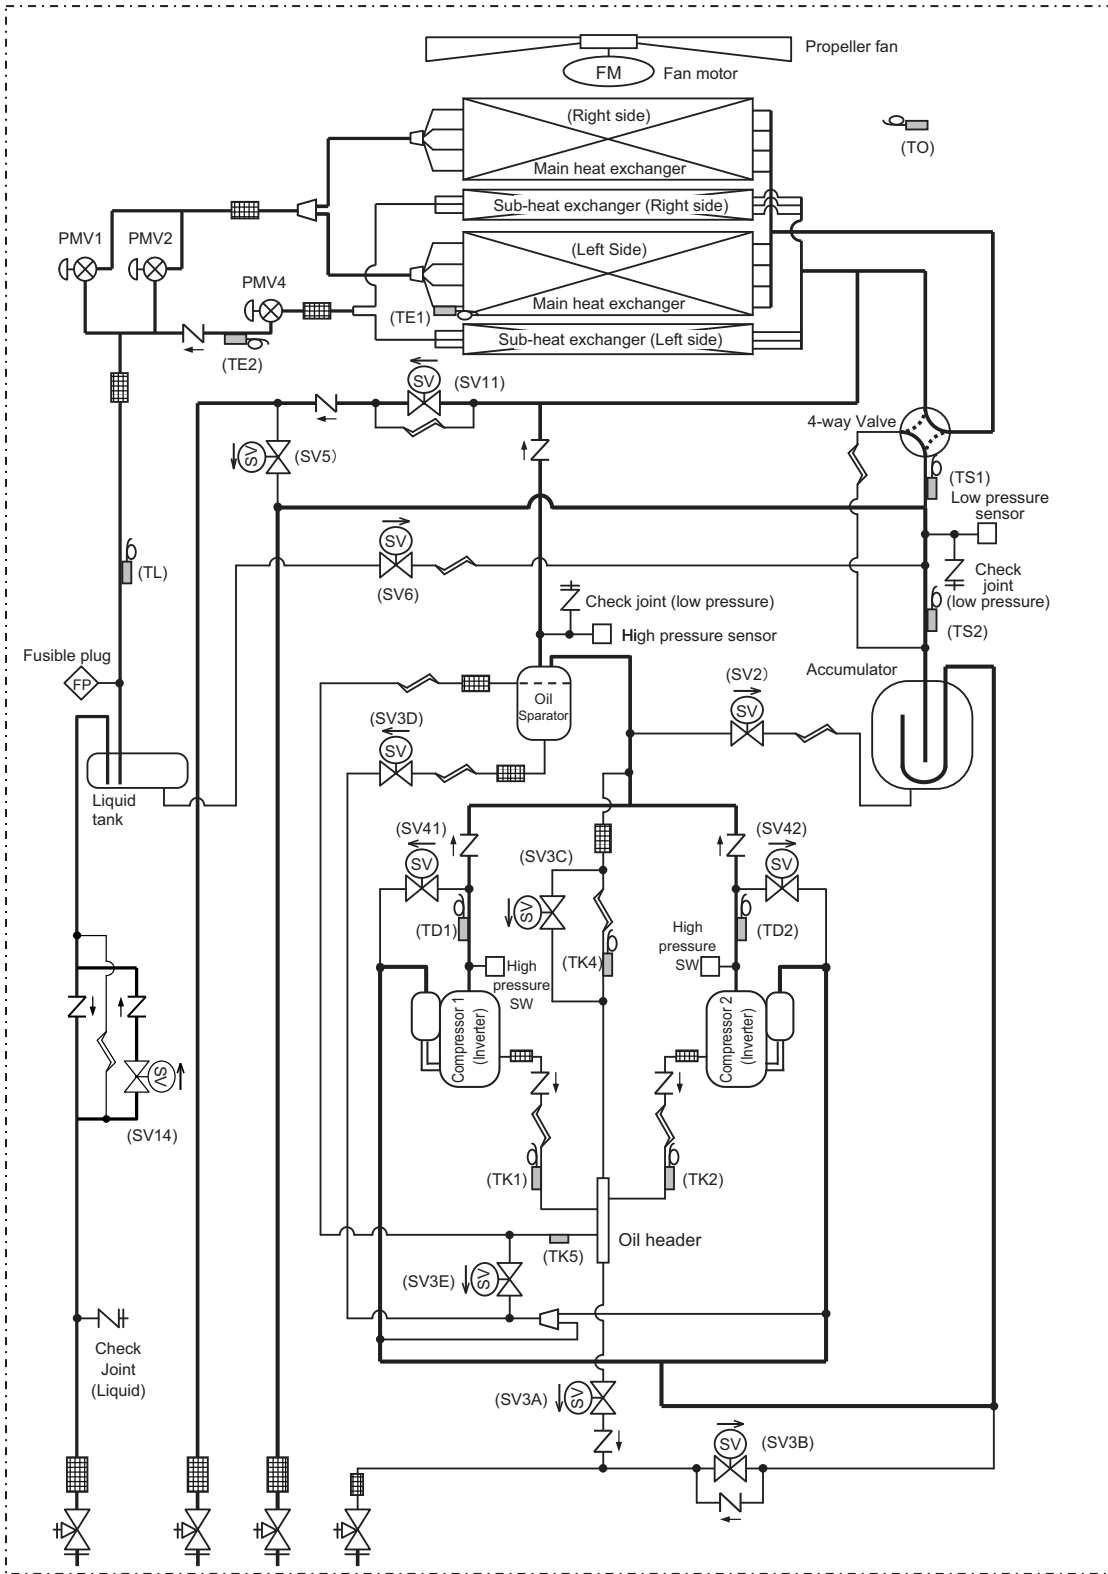 Propeller fan
FM
Fan motor
(Right side)
Main heat exchanger
(TO)
Sub-heat exchanger (Right side)
PMV1
PMV2
(Left Side)
PMV4
Main heat exchanger
(TE1)
Sub-heat exchanger (Left side)
(TE2)
SV
(SV11)
4-way Valve
SV
(SV5)
(TS1)
Low pressure
sensor
SV
(TL)
(SV6)
Check
joint
(low pressure)
Check joint (low pressure)
(TS2)
High pressure sensor
Fusible plug
FP
Accumulator
(SV2)
SV
Oil
Sparator
(SV3D)
SV
Liquid
tank
(SV41)
SV
(SV42)
SV
(SV3C)
SV
(TD1)
(TD2)
High
pressure
SW
(TK4)
High
pressure
SW
Compressor 1
(Inverter)
Compressor 2
(Inverter)
SV
(SV14)
(TK1)
(TK2)
Oil header
(TK5)
(SV3E)
SV
Check
Joint
(Liquid)
(SV3A)
SV
SV
(SV3B)